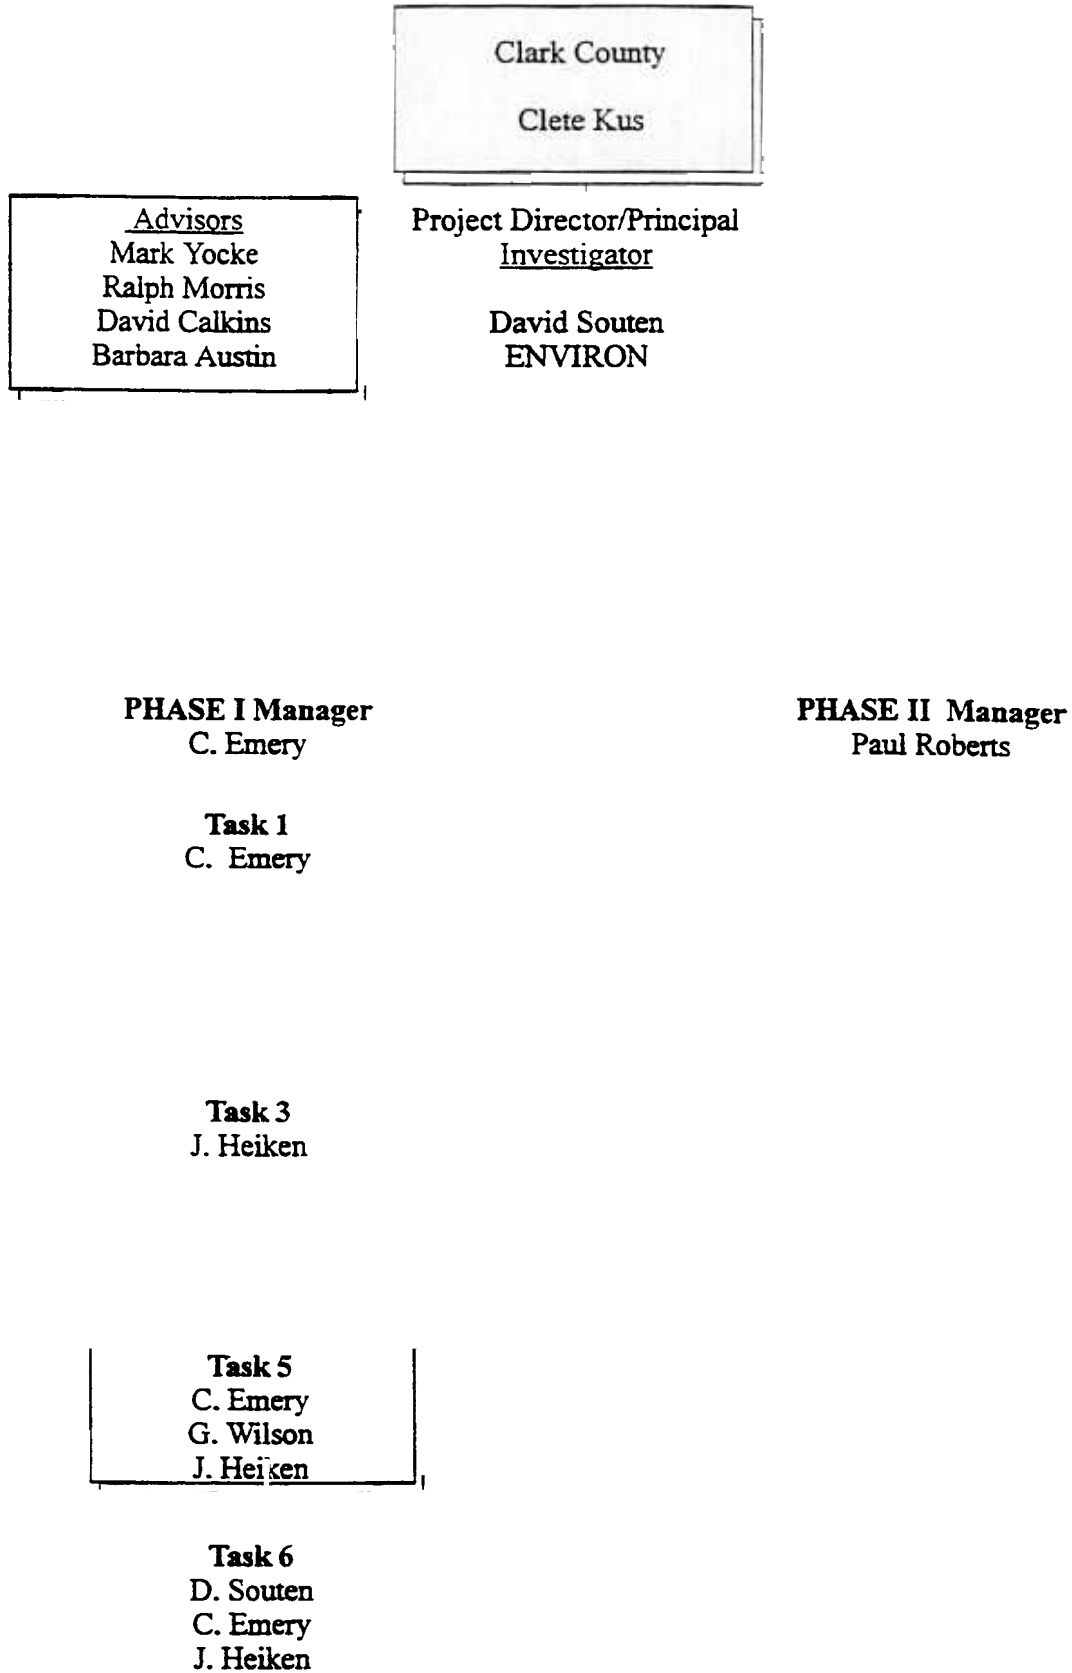 Clark County
Clete Kus
Advisors
Mark Yocke
Ralph Morris
David Calkins
Barbara Austin
Project Director/Principal
Investigator
David Souten
ENVIRON
PHASE I Manager
C. Emery
PHASE II Manager
Paul Roberts
Task 1
C. Emery
Task 3
J. Heiken
Task 5
C. Emery
G. Wilson
J. Heiken
Task 6
D. Souten
C. Emery
J. Heiken